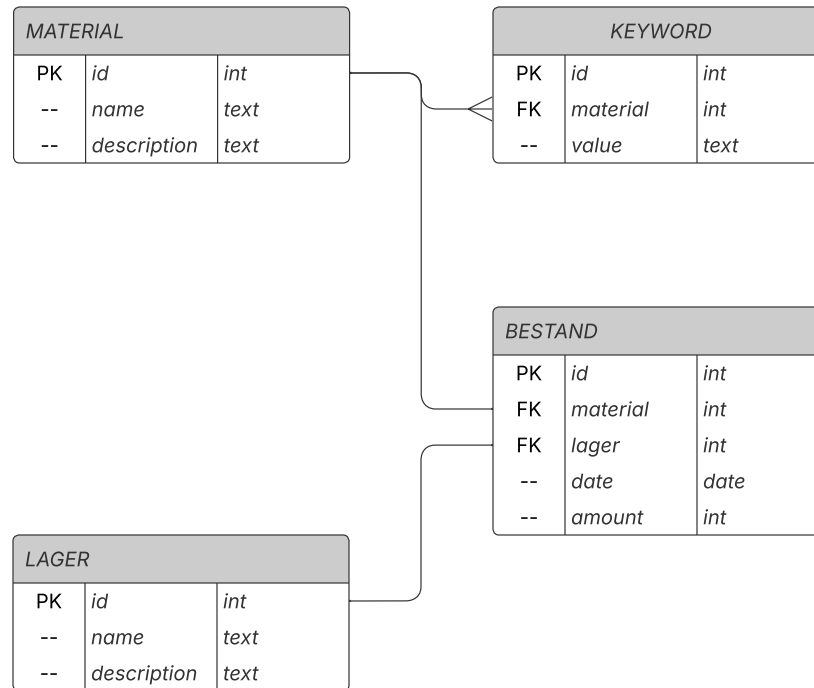 MATERIAL
PK id int
-- name text
-- description text
KEYWORD
PK id int
FK material int
-- value text
BESTAND
PK id int
FK material int
FK lager int
-- date date
-- amount int
LAGER
PK id int
-- name text
-- description text